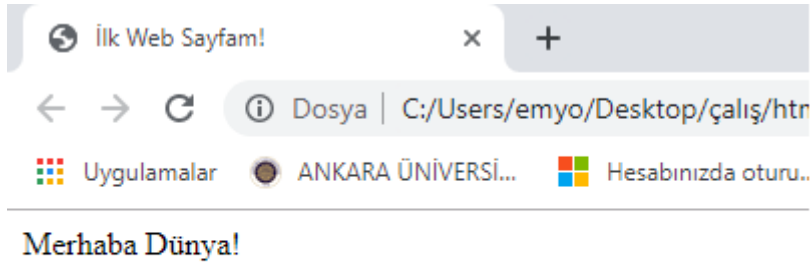 İlk Web Sayfam!
Dosya | C:/Users/emyo/Desktop/çalış/htm
Uygulamalar ANKARA ÜNİVERSİ... Hesabınızda oturu..
Merhaba Dünya!